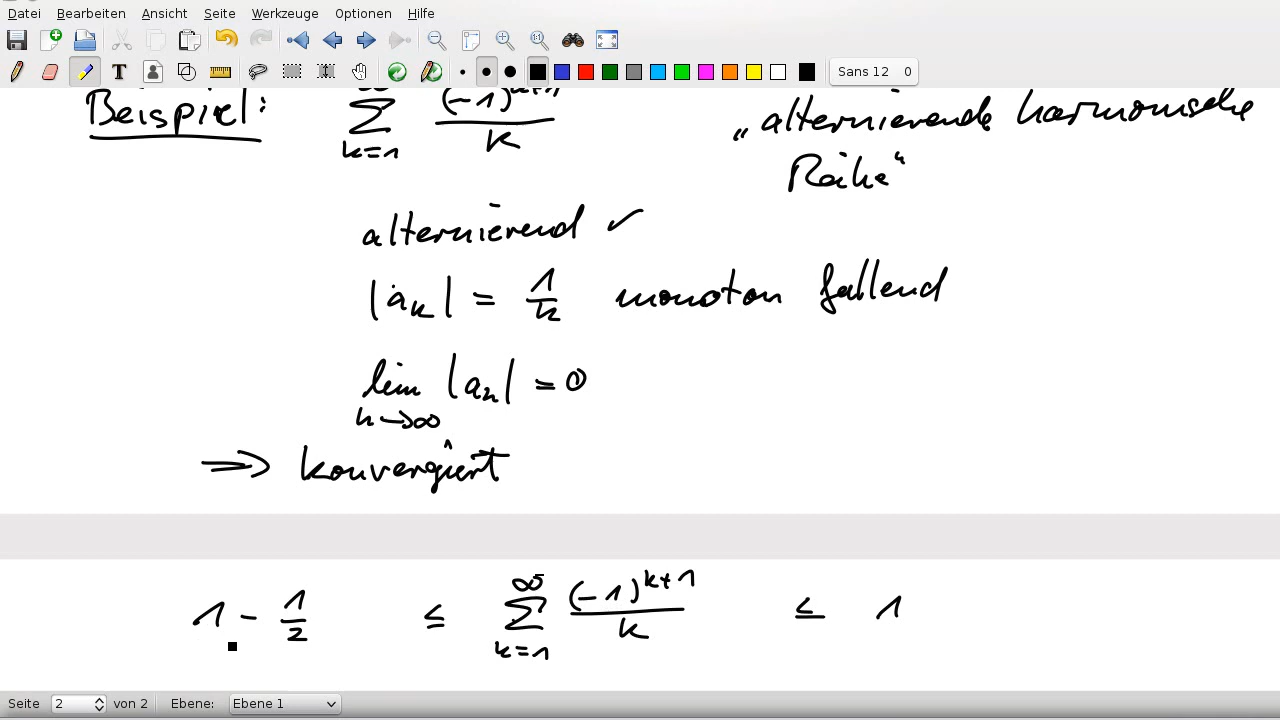 Datei Bearbeiten Ansicht Seite Werkzeuge Optionen Hilfe
Sans 12 0
Beispiel: ∞ ∑ k=1 (-1)^{k+1} / k „alternierende harmonische
Reihe“
alternierend ✓
|a_k| = 1/k monoton fallend
lim k→∞ |a_k| = 0
⇒ konvergiert
1 - 1/2 ≤ ∞ ∑ k=1 (-1)^{k+1} / k ≤ 1
Seite 2 von 2 Ebene: Ebene 1